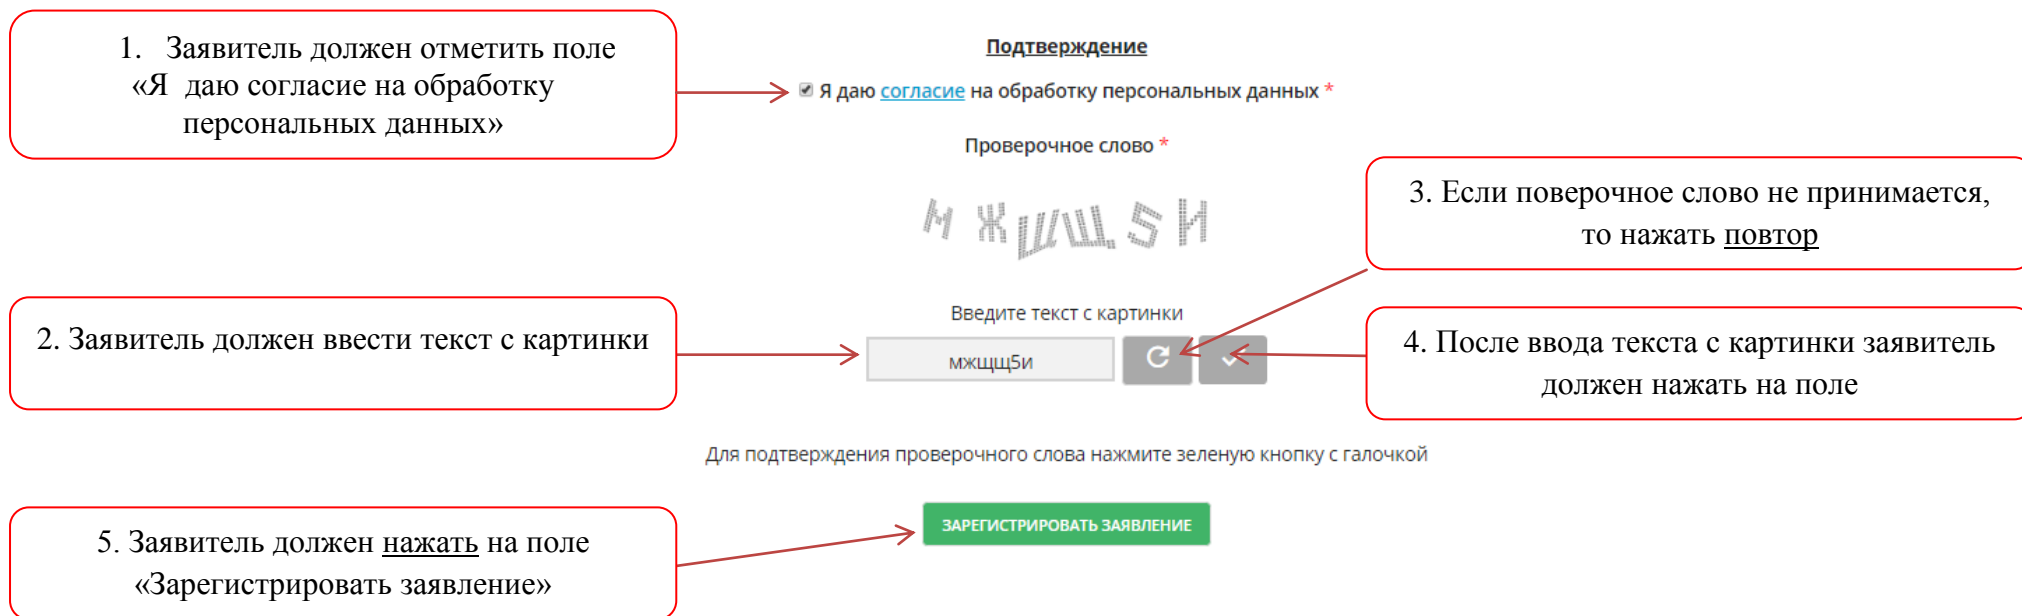 1. Заявитель должен отметить поле
«Я даю согласие на обработку
персональных данных»
Подтверждение
Я даю согласие на обработку персональных данных *
Проверочное слово *
М Ж Ш Щ 5 И
3. Если поверочное слово не принимается,
то нажать повтор
2. Заявитель должен ввести текст с картинки
Введите текст с картинки
мжщщ5и
4. После ввода текста с картинки заявитель
должен нажать на поле
Для подтверждения проверочного слова нажмите зеленую кнопку с галочкой
5. Заявитель должен нажать на поле
«Зарегистрировать заявление»
ЗАРЕГИСТРИРОВАТЬ ЗАЯВЛЕНИЕ